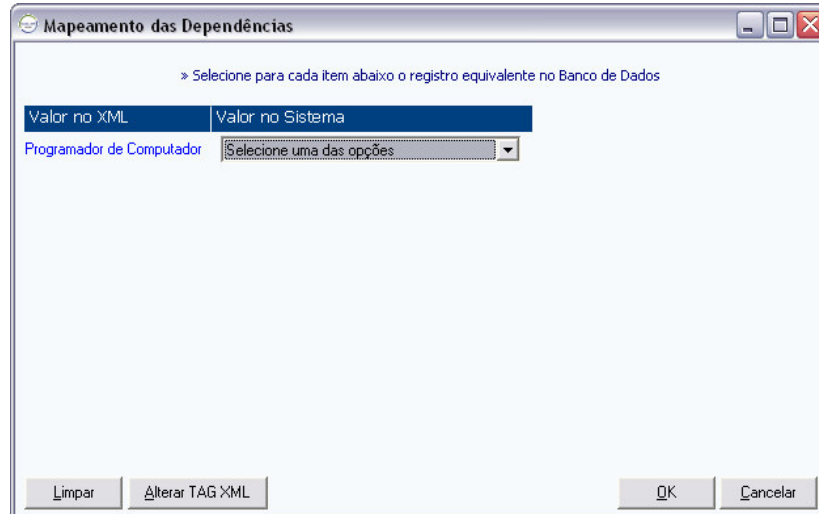 Mapeamento das Dependências
» Selecione para cada item abaixo o registro equivalente no Banco de Dados
Valor no XML Valor no Sistema
Programador de Computador Selecione uma das opções
Limpar Alterar TAG XML OK Cancelar